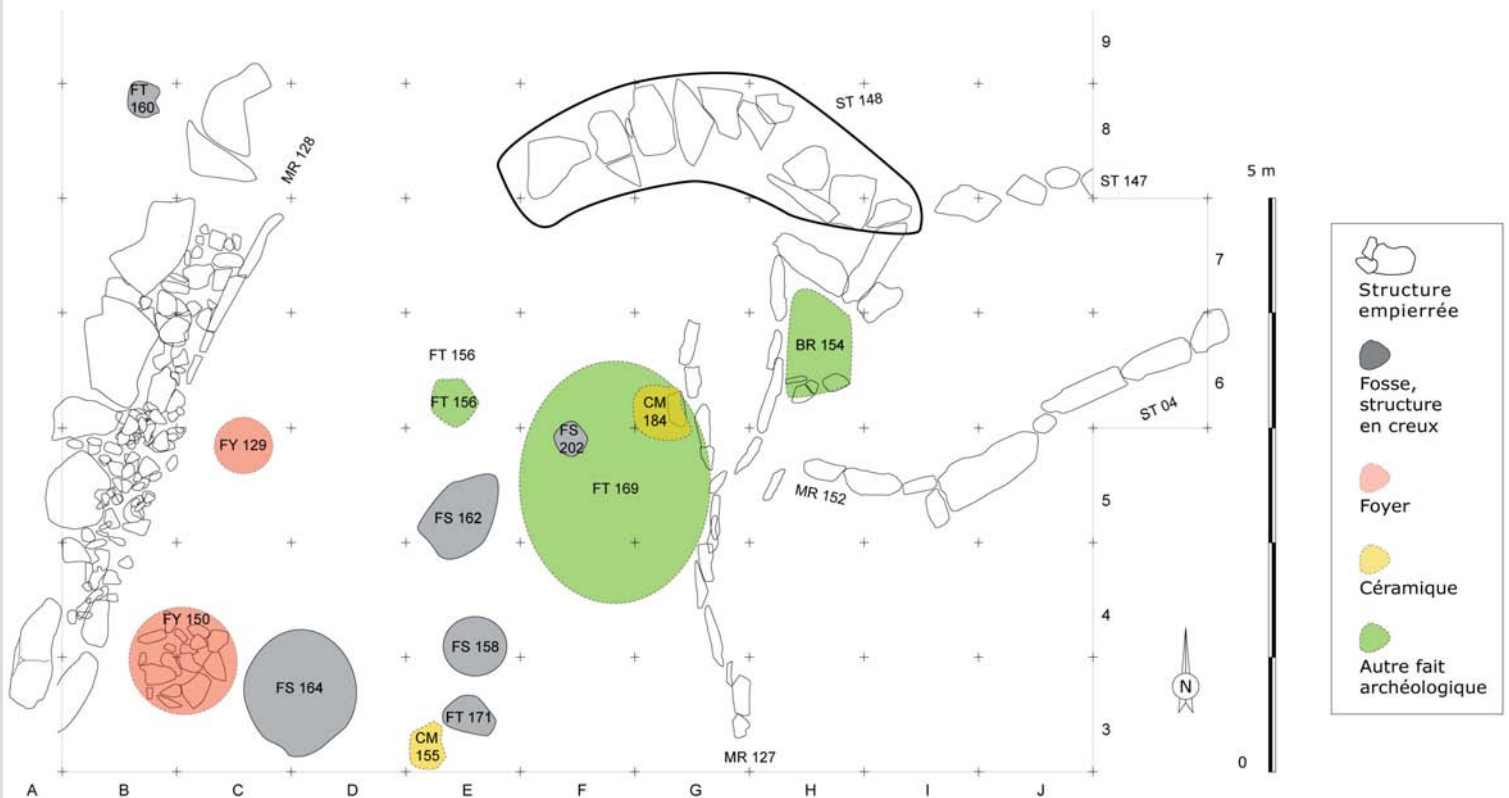 9
FT
160
ST 148
8
MR 128
ST 147
5 m
7
BR 154
FT 156
6
FT 156
CM
184
ST 04
FS
202
FY 129
FT 169
MR 152
5
FS 162
4
FY 150
FS 158
FS 164
N
FT 171
3
CM
155
MR 127
0
A
B
C
D
E
F
G
H
I
J
Structure
empierrée
Fosse,
structure
en creux
Foyer
Céramique
Autre fait
archéologique